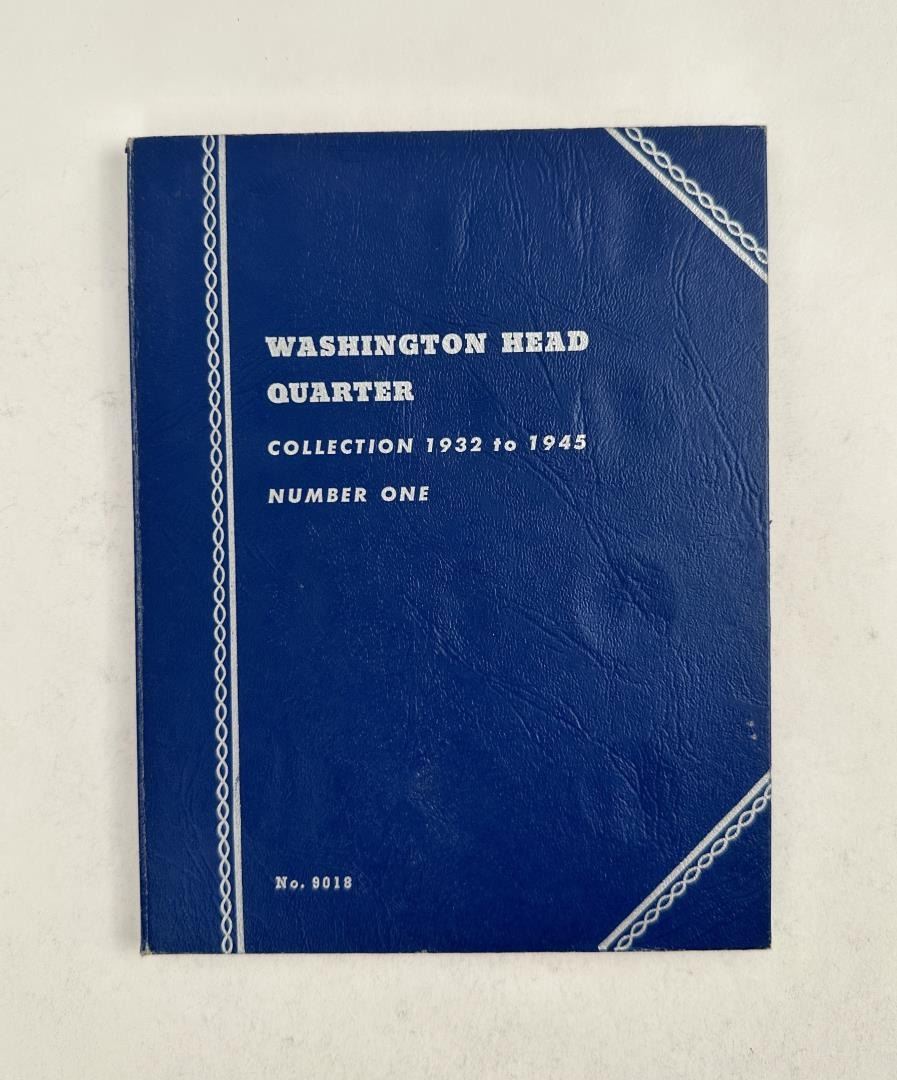 WASHINGTON HEAD
QUARTER
COLLECTION 1932 to 1945
NUMBER ONE
No. 9018